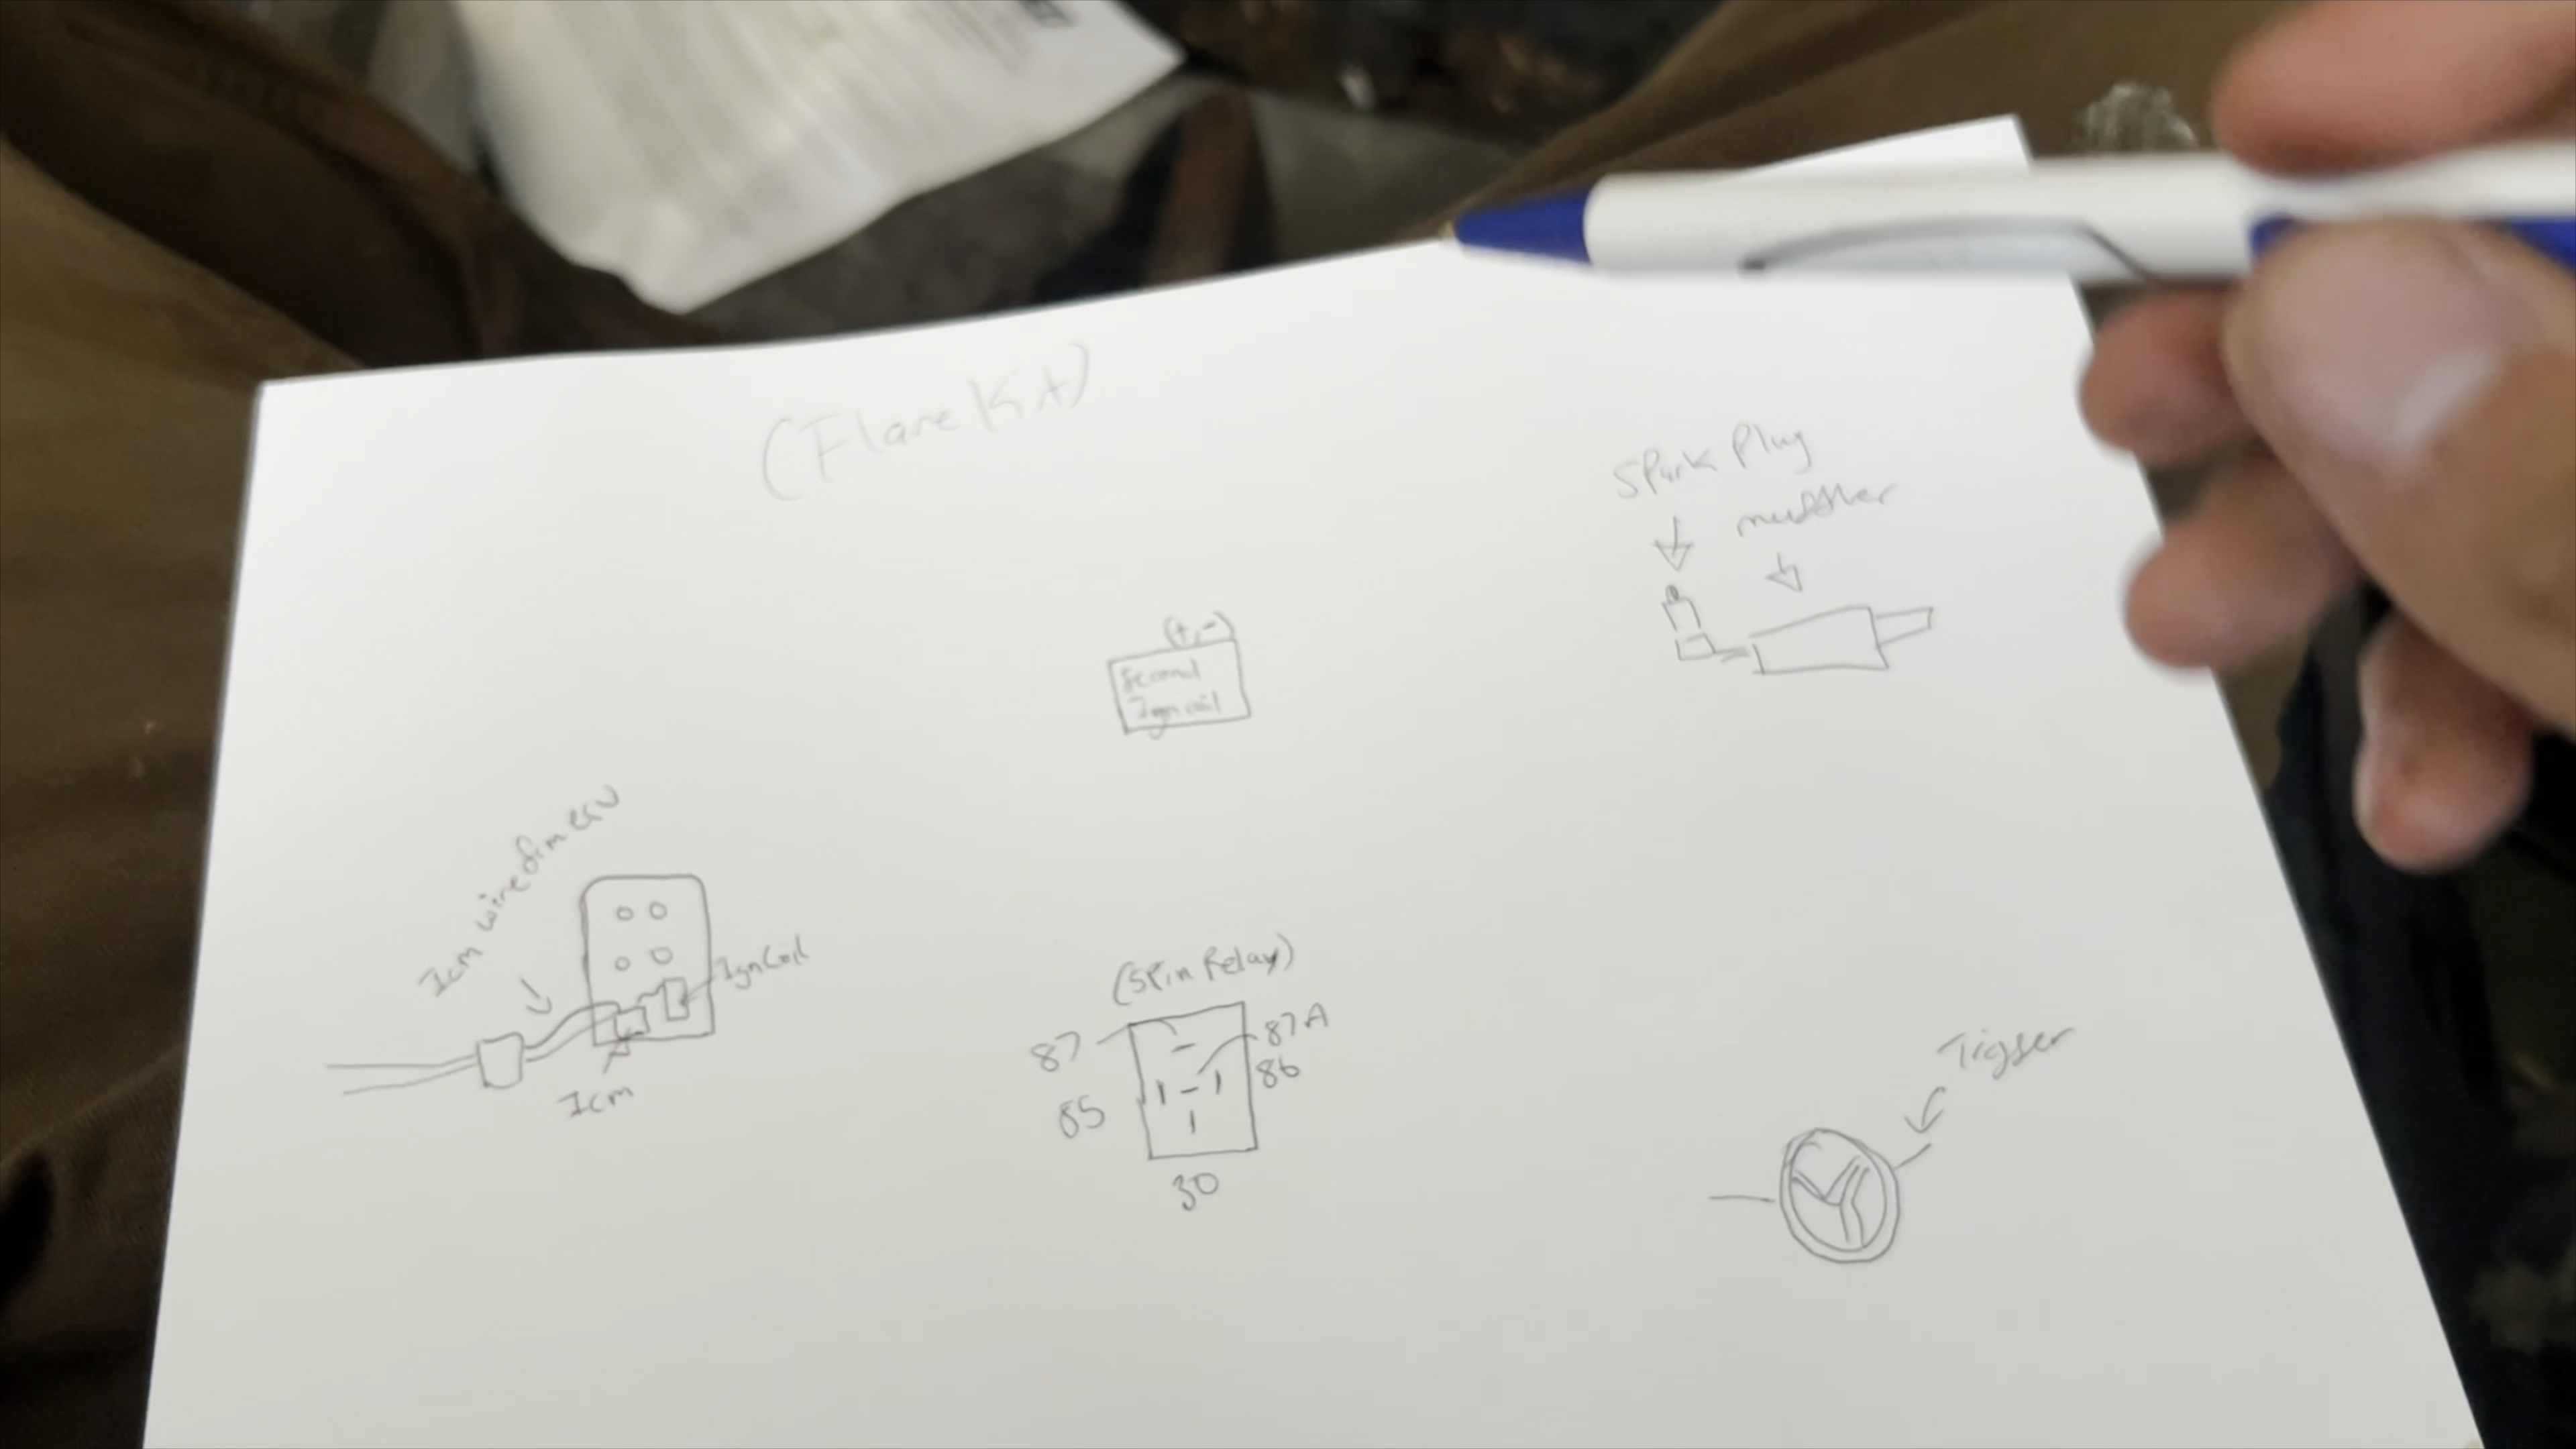 (Flare Kit)
Spark Plug
muffler
(+,-)
Second
Ign coil
Icm wire from ecu
Ign Coil
Icm
(5Pin Relay)
87
87A
86
85
30
Trigger